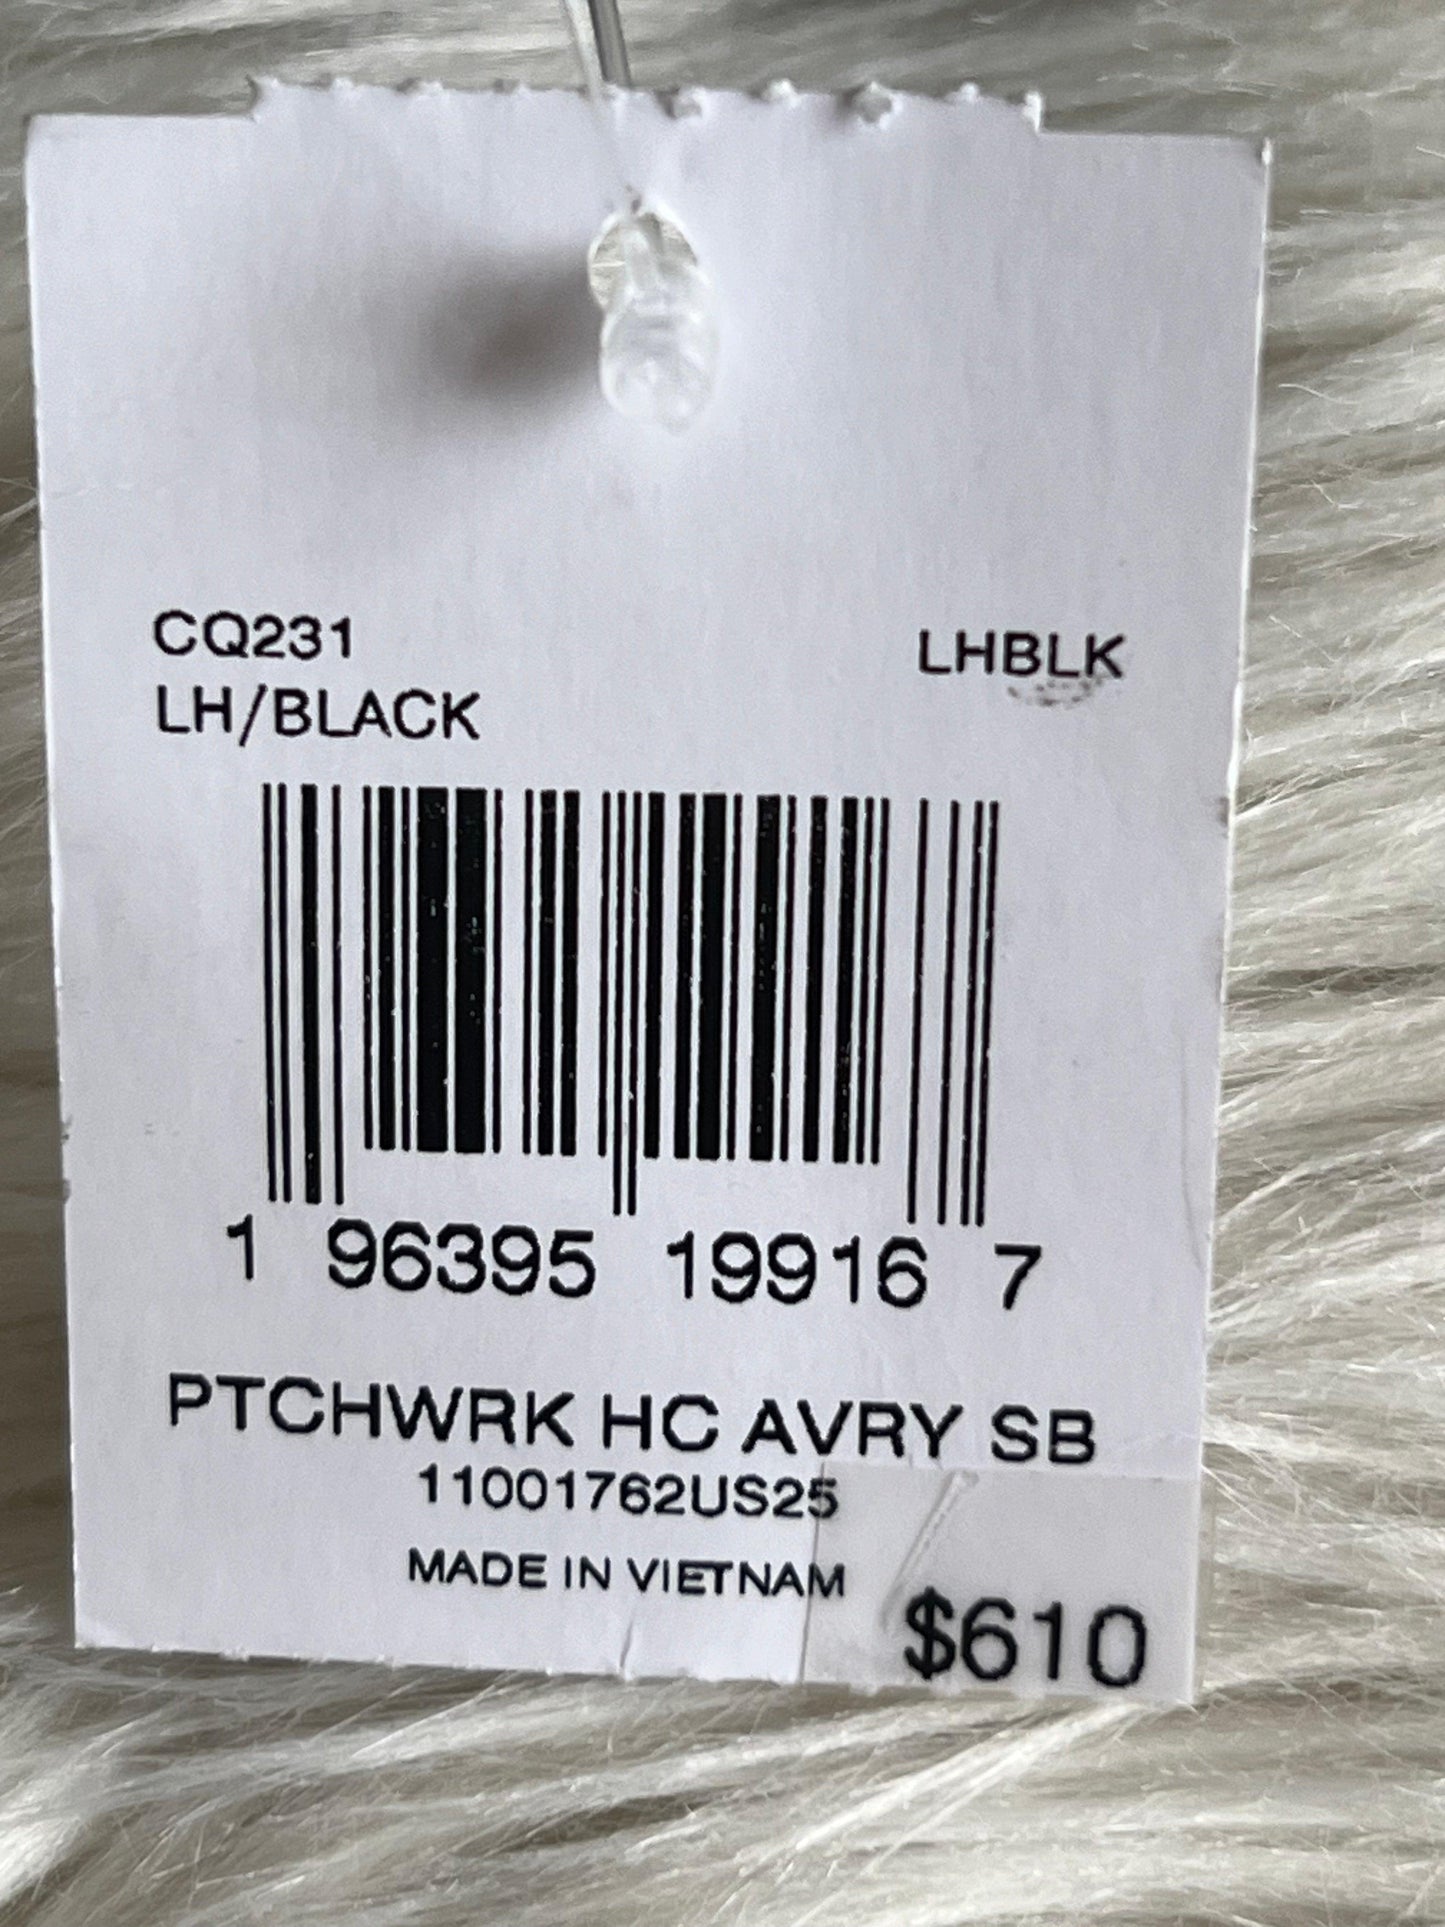 CQ231 LHBLK
LH/BLACK
1 96395 19916 7
PTCHWRK HC AVRY SB
11001762US25
MADE IN VIETNAM
$610